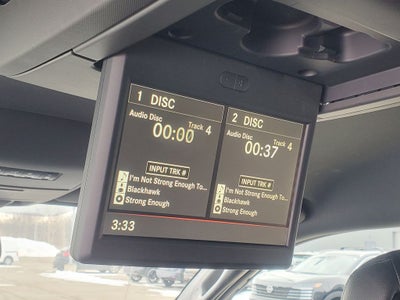 1 DISC
Audio Disc
Track 4
00:00
INPUT TRK #
I'm Not Strong Enough To...
Blackhawk
Strong Enough
2 DISC
Audio Disc
Track 4
00:37
INPUT TRK #
I'm Not Strong Enough To...
Blackhawk
Strong Enough
3:33